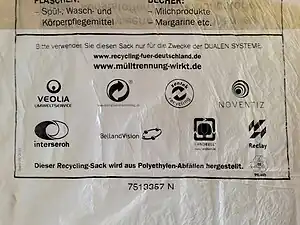 FLASCHEN: BECHER:
- Spül-, Wasch- und - Milchprodukte
Körperpflegemittel - Margarine etc.
Bitte verwenden Sie diesen Sack nur für die Zwecke der DUALEN SYSTEME.
www.recycling-fuer-deutschland.de
www.mülltrennung-wirkt.de
VEOLIA
UMWELTSERVICE
NOVENTIZ
interseroh
BellandVision
LANDBELL
Reclay
Dieser Recycling-Sack wird aus Polyethylen-Abfällen hergestellt.
7513357 N